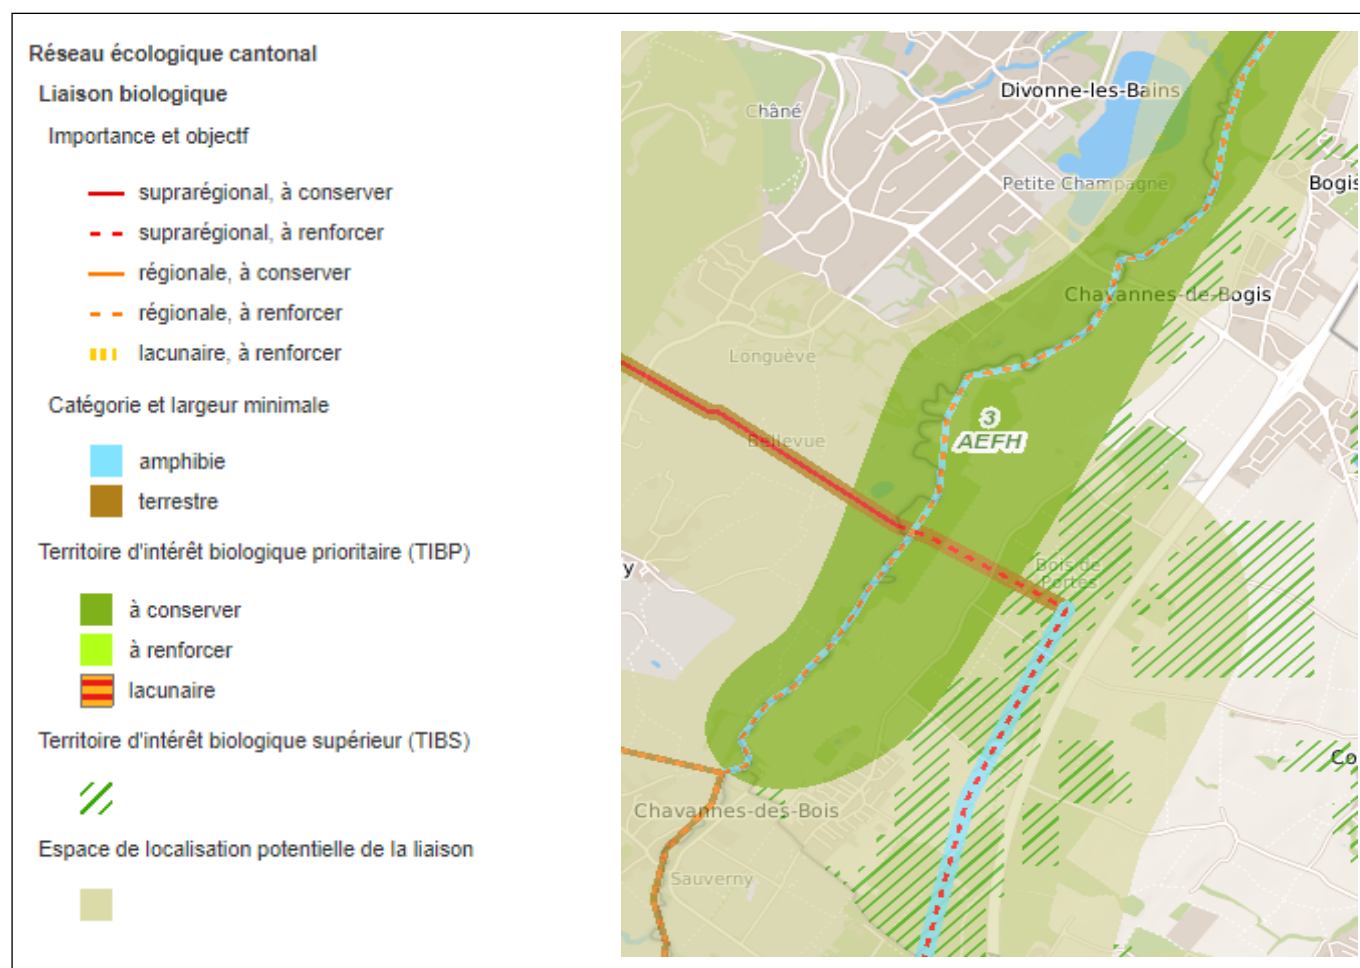 Réseau écologique cantonal
Liaison biologique
Importance et objectf
suprarégional, à conserver
suprarégional, à renforcer
régionale, à conserver
régionale, à renforcer
lacunaire, à renforcer
Catégorie et largeur minimale
amphibie
terrestre
Territoire d'intérêt biologique prioritaire (TIBP)
à conserver
à renforcer
lacunaire
Territoire d'intérêt biologique supérieur (TIBS)
Espace de localisation potentielle de la liaison
Divonne-les-Bains
Châné
Petite Champagne
Bogis
Chavannes-de-Bogis
Longuève
Bellevue
3
AEFH
Bois de
Portes
y
Co
Chavannes-des-Bois
Sauverny